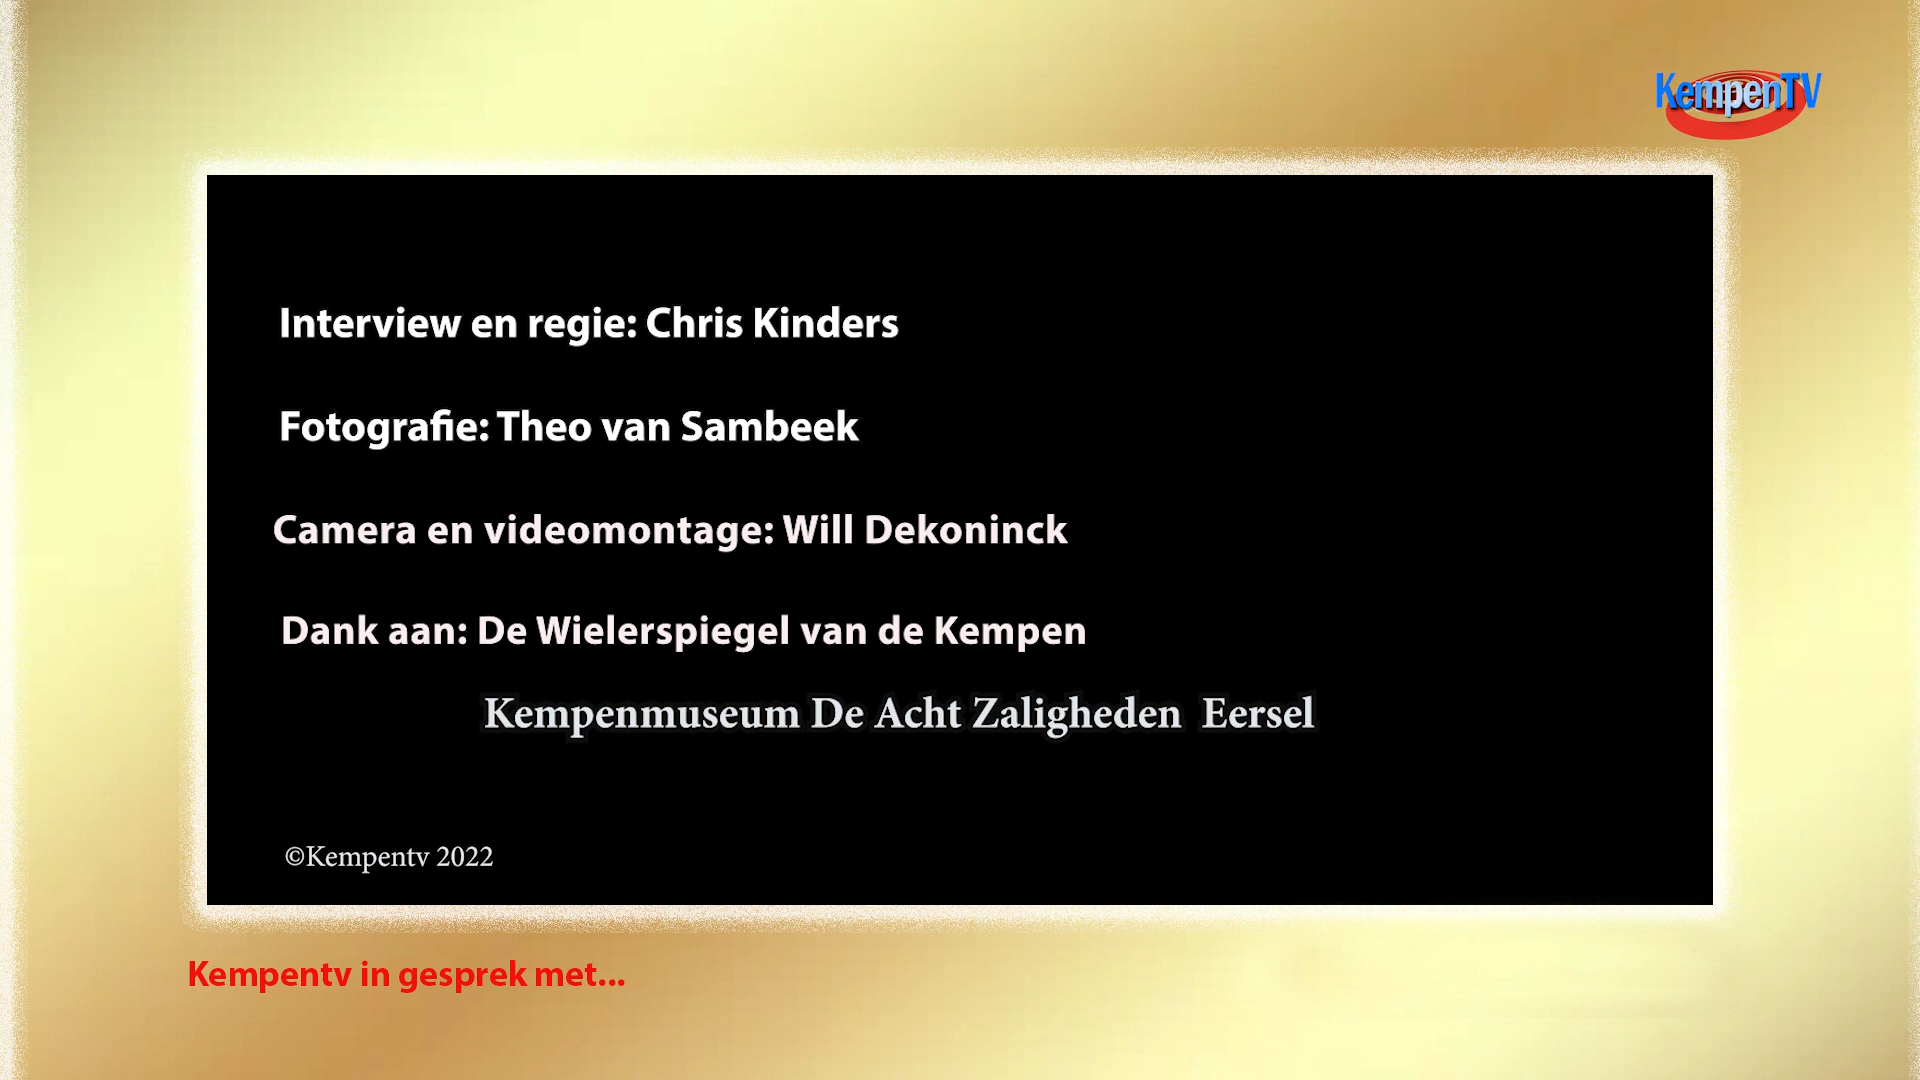 KempenTV
Interview en regie: Chris Kinders
Fotografie: Theo van Sambeek
Camera en videomontage: Will Dekoninck
Dank aan: De Wielerspiegel van de Kempen
Kempenmuseum De Acht Zaligheden Eersel
©Kempentv 2022
Kempentv in gesprek met...